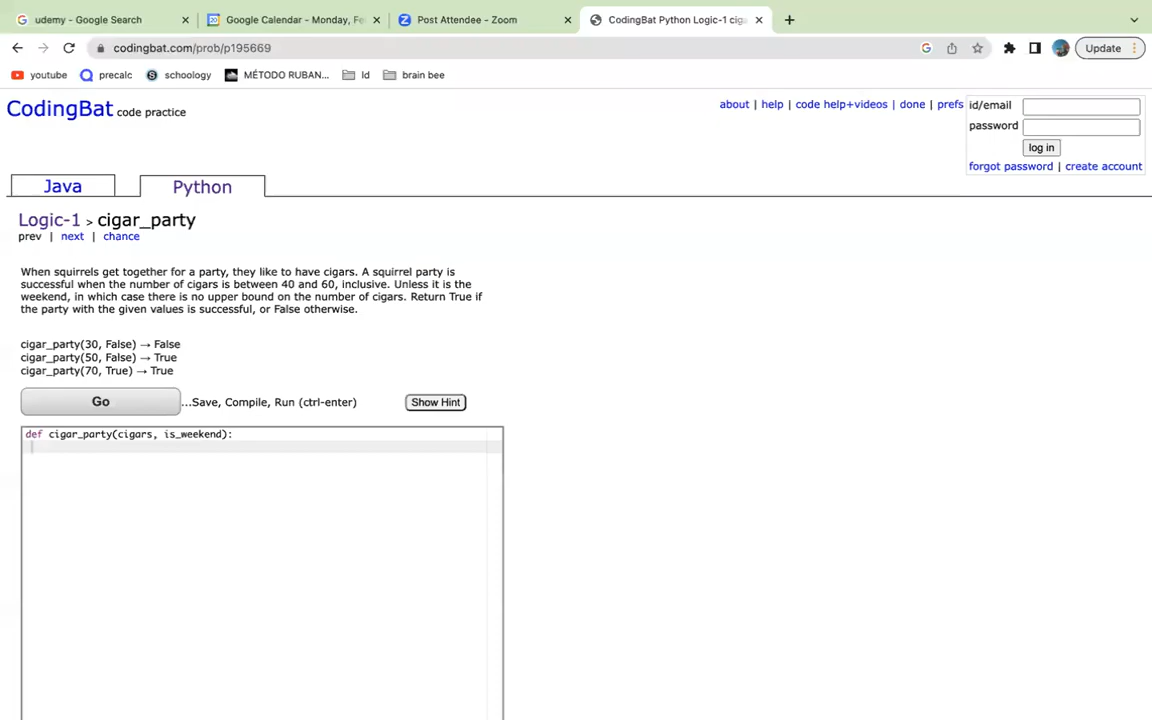 udemy - Google Search
Google Calendar - Monday, Fe
Post Attendee - Zoom
CodingBat Python Logic-1 ciga
codingbat.com/prob/p195669
Update
youtube
precalc
schoology
MÉTODO RUBAN...
ld
brain bee
CodingBat code practice
about | help | code help+videos | done | prefs
id/email
password
log in
forgot password | create account
Java
Python
Logic-1 > cigar_party
prev | next | chance
When squirrels get together for a party, they like to have cigars. A squirrel party is
successful when the number of cigars is between 40 and 60, inclusive. Unless it is the
weekend, in which case there is no upper bound on the number of cigars. Return True if
the party with the given values is successful, or False otherwise.
cigar_party(30, False) → False
cigar_party(50, False) → True
cigar_party(70, True) → True
Go ...Save, Compile, Run (ctrl-enter) Show Hint
def cigar_party(cigars, is_weekend):